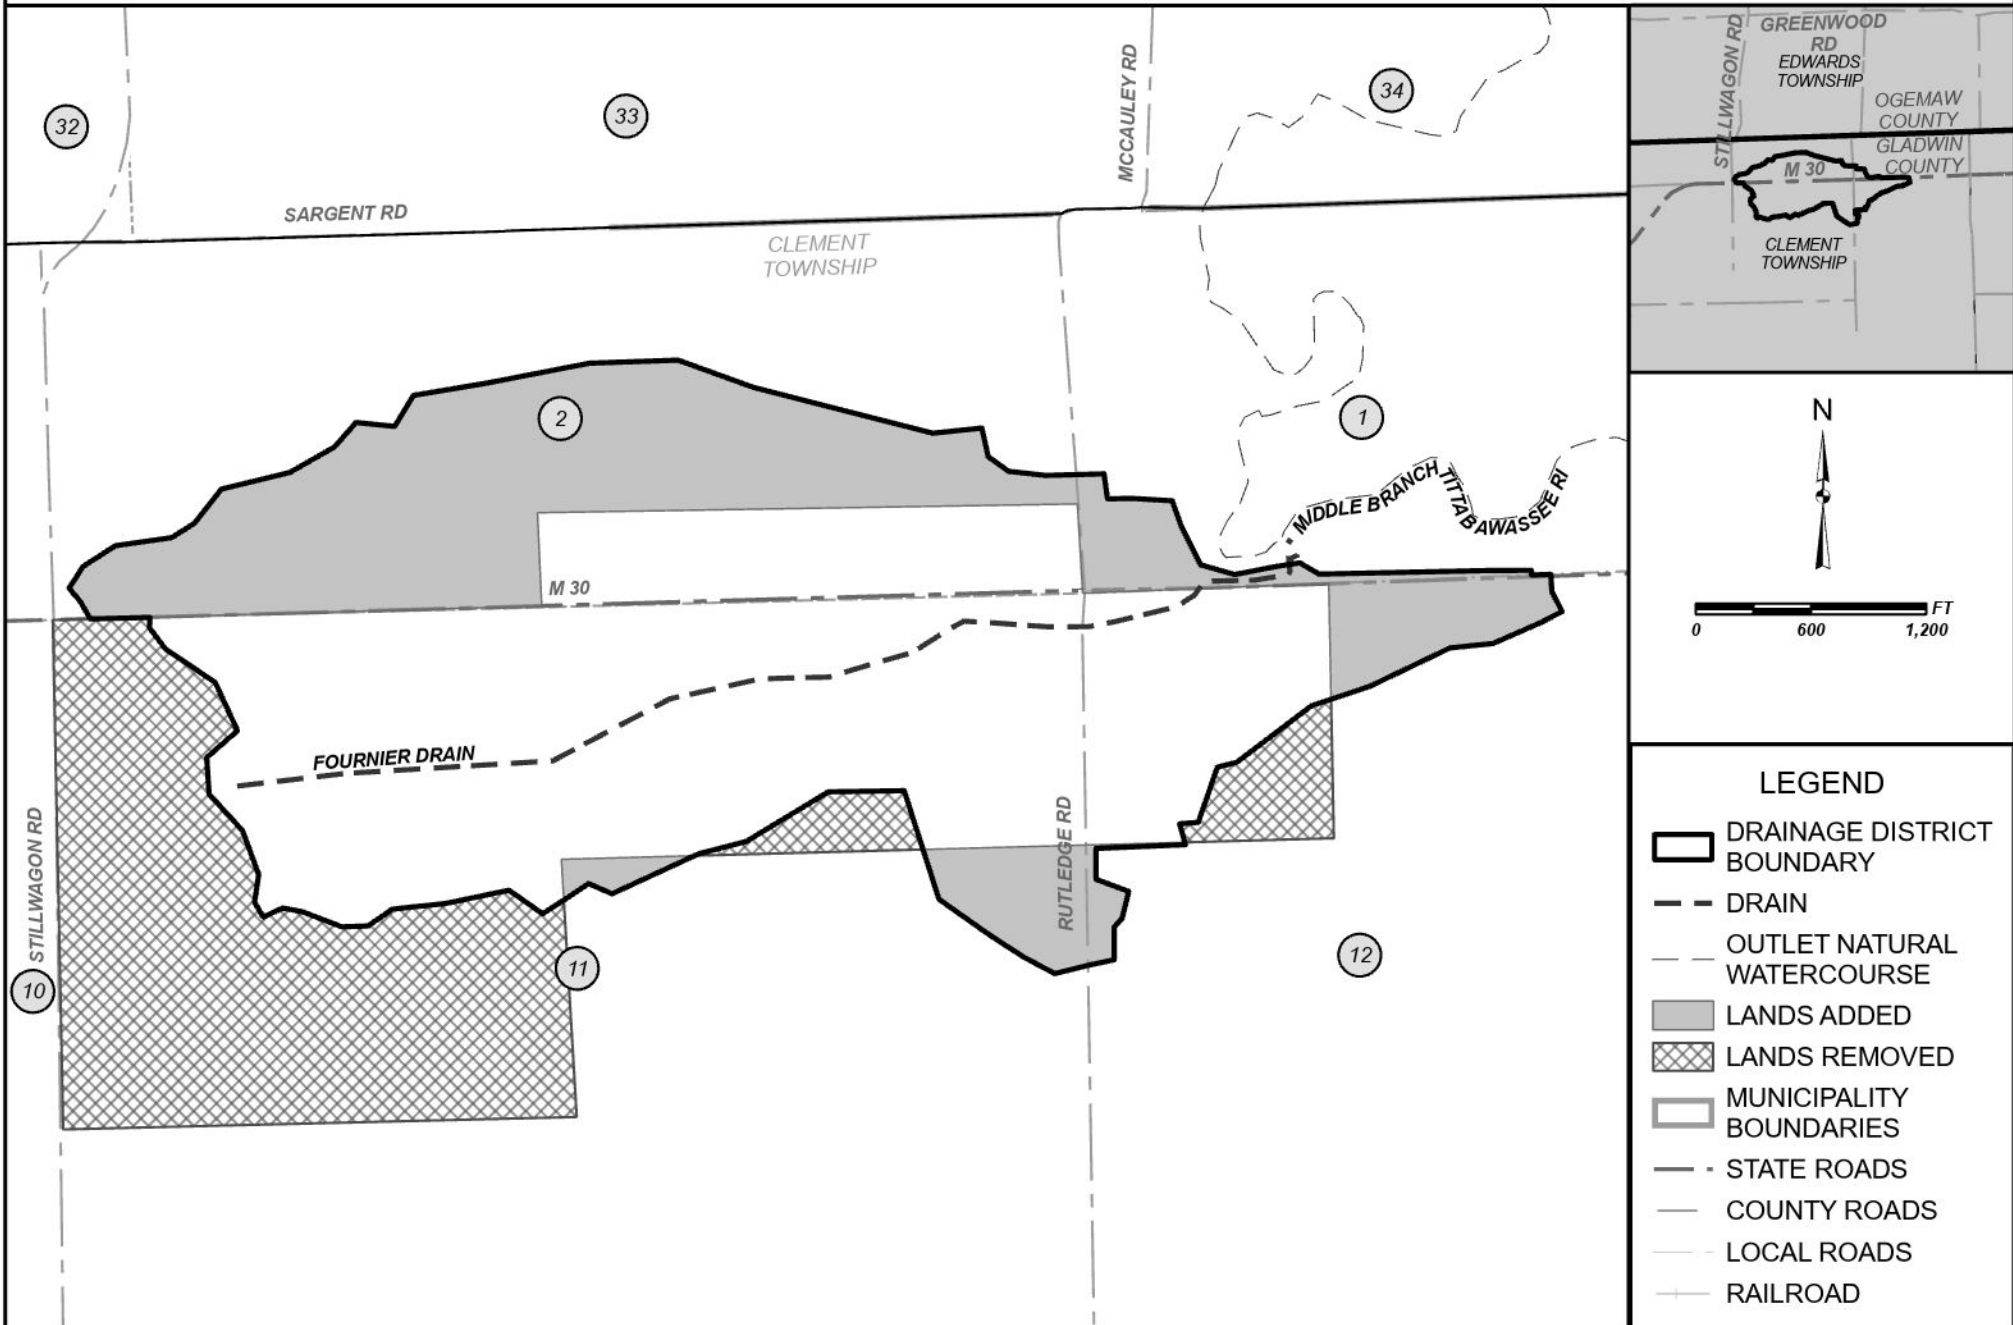 32
33
34
MCCAULEY RD
SARGENT RD
CLEMENT
TOWNSHIP
2
1
MIDDLE BRANCH TITTABAWASSEE RI
M 30
FOURNIER DRAIN
STILLWAGON RD
RUTLEDGE RD
10
11
12
STILLWAGON RD
GREENWOOD
RD
EDWARDS
TOWNSHIP
OGEMAW
COUNTY
GLADWIN
COUNTY
M 30
CLEMENT
TOWNSHIP
N
FT
0 600 1,200
LEGEND
DRAINAGE DISTRICT
BOUNDARY
DRAIN
OUTLET NATURAL
WATERCOURSE
LANDS ADDED
LANDS REMOVED
MUNICIPALITY
BOUNDARIES
STATE ROADS
COUNTY ROADS
LOCAL ROADS
RAILROAD